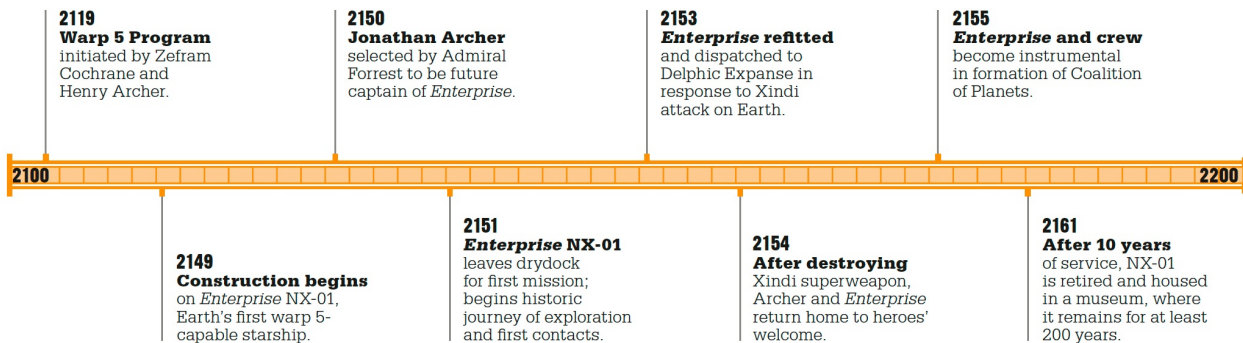 2119
Warp 5 Program
initiated by Zefram
Cochrane and
Henry Archer.
2150
Jonathan Archer
selected by Admiral
Forrest to be future
captain of Enterprise.
2153
Enterprise refitted
and dispatched to
Delphic Expanse in
response to Xindi
attack on Earth.
2155
Enterprise and crew
become instrumental
in formation of Coalition
of Planets.
2100
2200
2149
Construction begins
on Enterprise NX-01,
Earth’s first warp 5-
capable starship.
2151
Enterprise NX-01
leaves drydock
for first mission;
begins historic
journey of exploration
and first contacts.
2154
After destroying
Xindi superweapon,
Archer and Enterprise
return home to heroes’
welcome.
2161
After 10 years
of service, NX-01
is retired and housed
in a museum, where
it remains for at least
200 years.